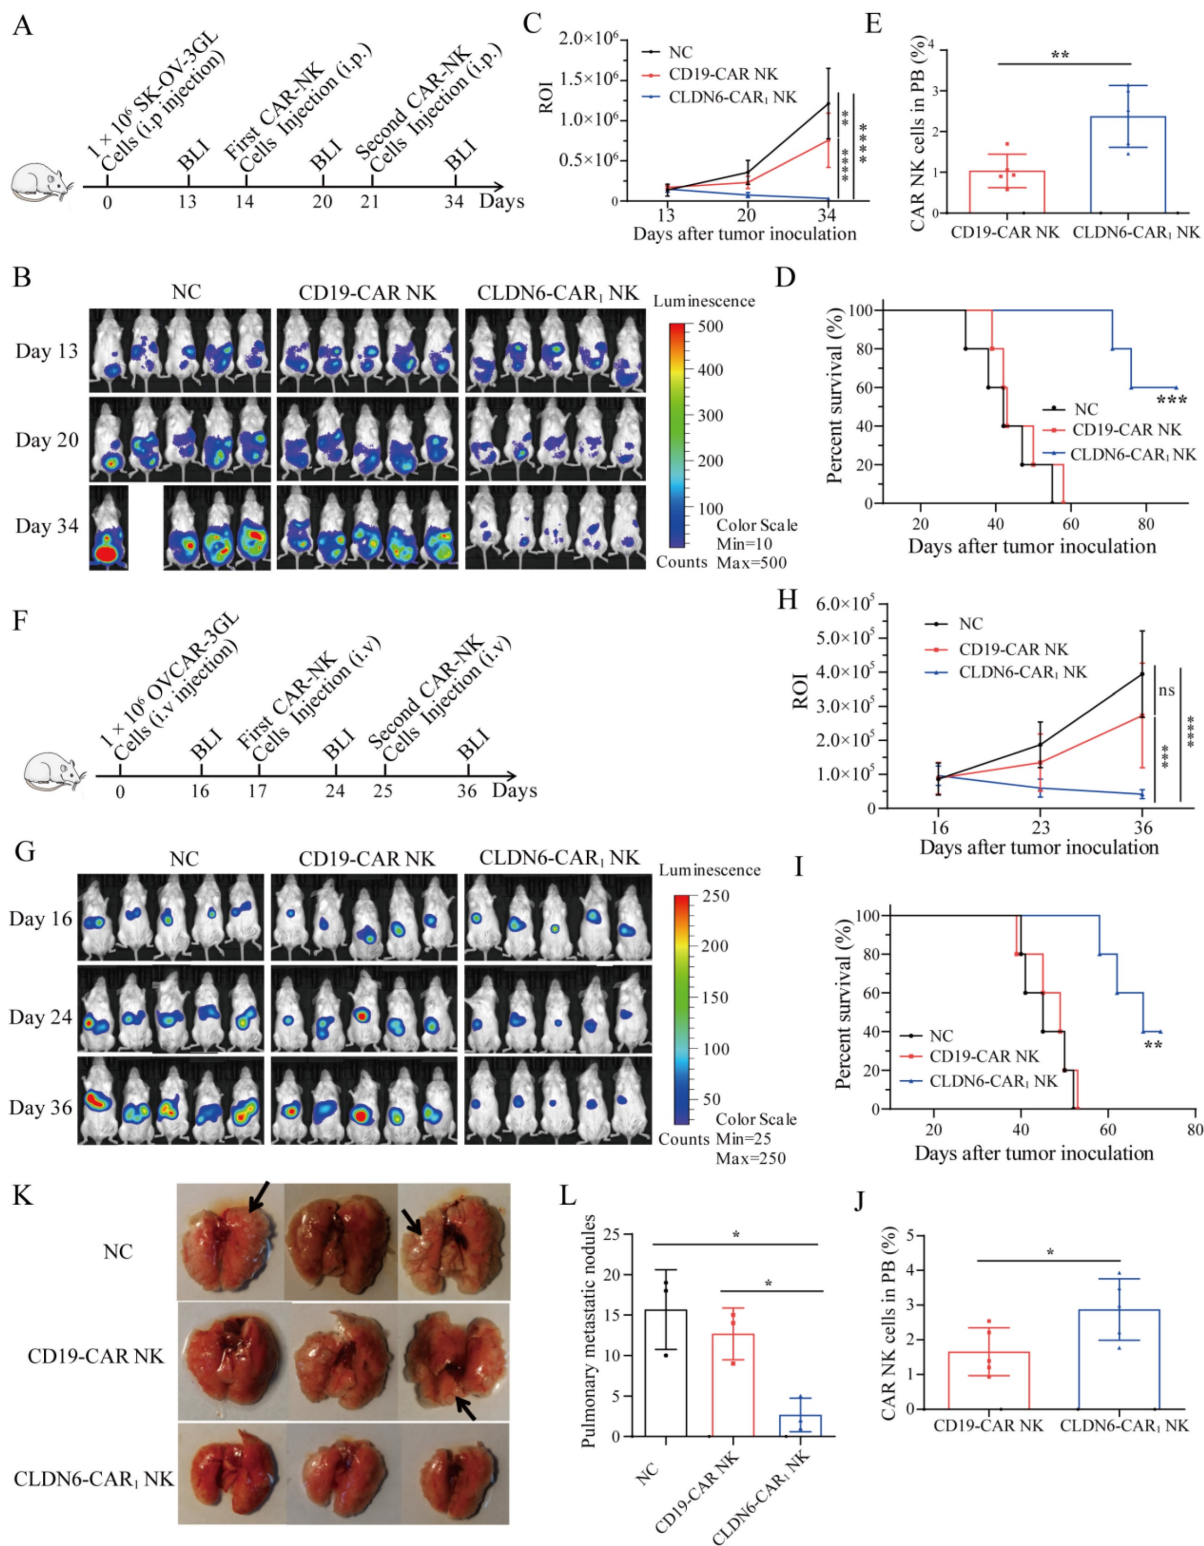 A
1 × 10⁶ SK-OV-3GL
Cells (i.p injection)
BLI
First CAR-NK
Cells Injection (i.p.)
BLI
Second CAR-NK
Cells Injection (i.p.)
BLI
0 13 14 20 21 34 Days
C
2.0×10⁶
1.5×10⁶
1.0×10⁶
0.5×10⁶
0
ROI
NC
CD19-CAR NK
CLDN6-CAR₁ NK
**
****
****
13 20 34
Days after tumor inoculation
E
CAR NK cells in PB (%)
4
3
2
1
0
**
CD19-CAR NK CLDN6-CAR₁ NK
B
NC CD19-CAR NK CLDN6-CAR₁ NK
Day 13
Day 20
Day 34
Luminescence
500
400
300
200
100
Counts
Color Scale
Min=10
Max=500
D
Percent survival (%)
100
80
60
40
20
0
NC
CD19-CAR NK
CLDN6-CAR₁ NK
***
20 40 60 80
Days after tumor inoculation
F
1 × 10⁶ OVCAR-3GL
Cells (i.v injection)
BLI
First CAR-NK
Cells Injection (i.v)
BLI
Second CAR-NK
Cells Injection (i.v)
BLI
0 16 17 24 25 36 Days
H
6.0×10⁵
5.0×10⁵
4.0×10⁵
3.0×10⁵
2.0×10⁵
1.0×10⁵
0
ROI
NC
CD19-CAR NK
CLDN6-CAR₁ NK
ns
***
****
16 23 36
Days after tumor inoculation
G
NC CD19-CAR NK CLDN6-CAR₁ NK
Day 16
Day 24
Day 36
Luminescence
250
200
150
100
50
Counts
Color Scale
Min=25
Max=250
I
Percent survival (%)
100
80
60
40
20
0
NC
CD19-CAR NK
CLDN6-CAR₁ NK
**
20 40 60 80
Days after tumor inoculation
K
NC
CD19-CAR NK
CLDN6-CAR₁ NK
L
Pulmonary metastatic nodules
25
20
15
10
5
0
*
*
NC
CD19-CAR NK
CLDN6-CAR₁ NK
J
CAR NK cells in PB (%)
5
4
3
2
1
0
*
CD19-CAR NK CLDN6-CAR₁ NK